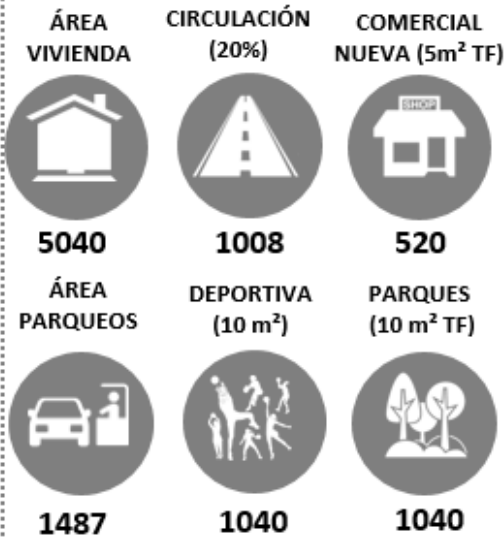 ÁREA
VIVIENDA
CIRCULACIÓN
(20%)
COMERCIAL
NUEVA (5m² TF)
SHOP
5040
1008
520
ÁREA
PARQUEOS
DEPORTIVA
(10 m²)
PARQUES
(10 m² TF)
1487
1040
1040